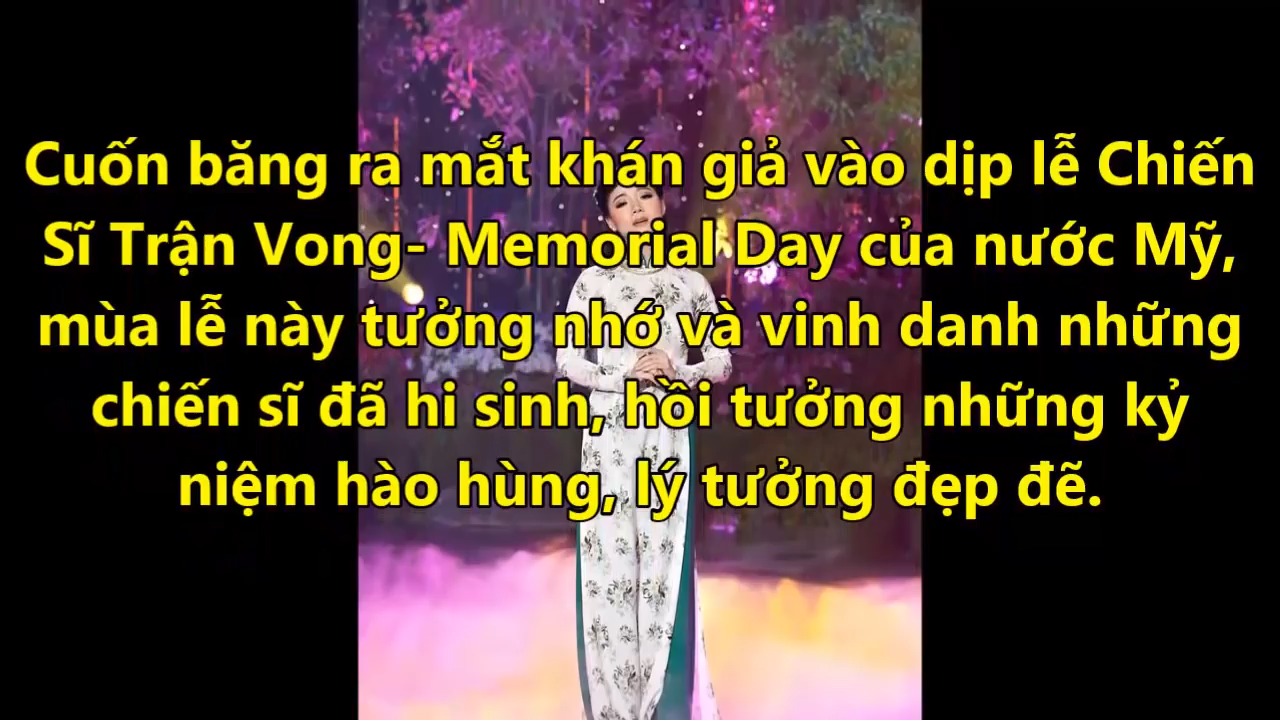 Cuốn băng ra mắt khán giả vào dịp lễ Chiến
Sĩ Trận Vong- Memorial Day của nước Mỹ,
mùa lễ này tưởng nhớ và vinh danh những
chiến sĩ đã hi sinh, hồi tưởng những kỷ
niệm hào hùng, lý tưởng đẹp đẽ.